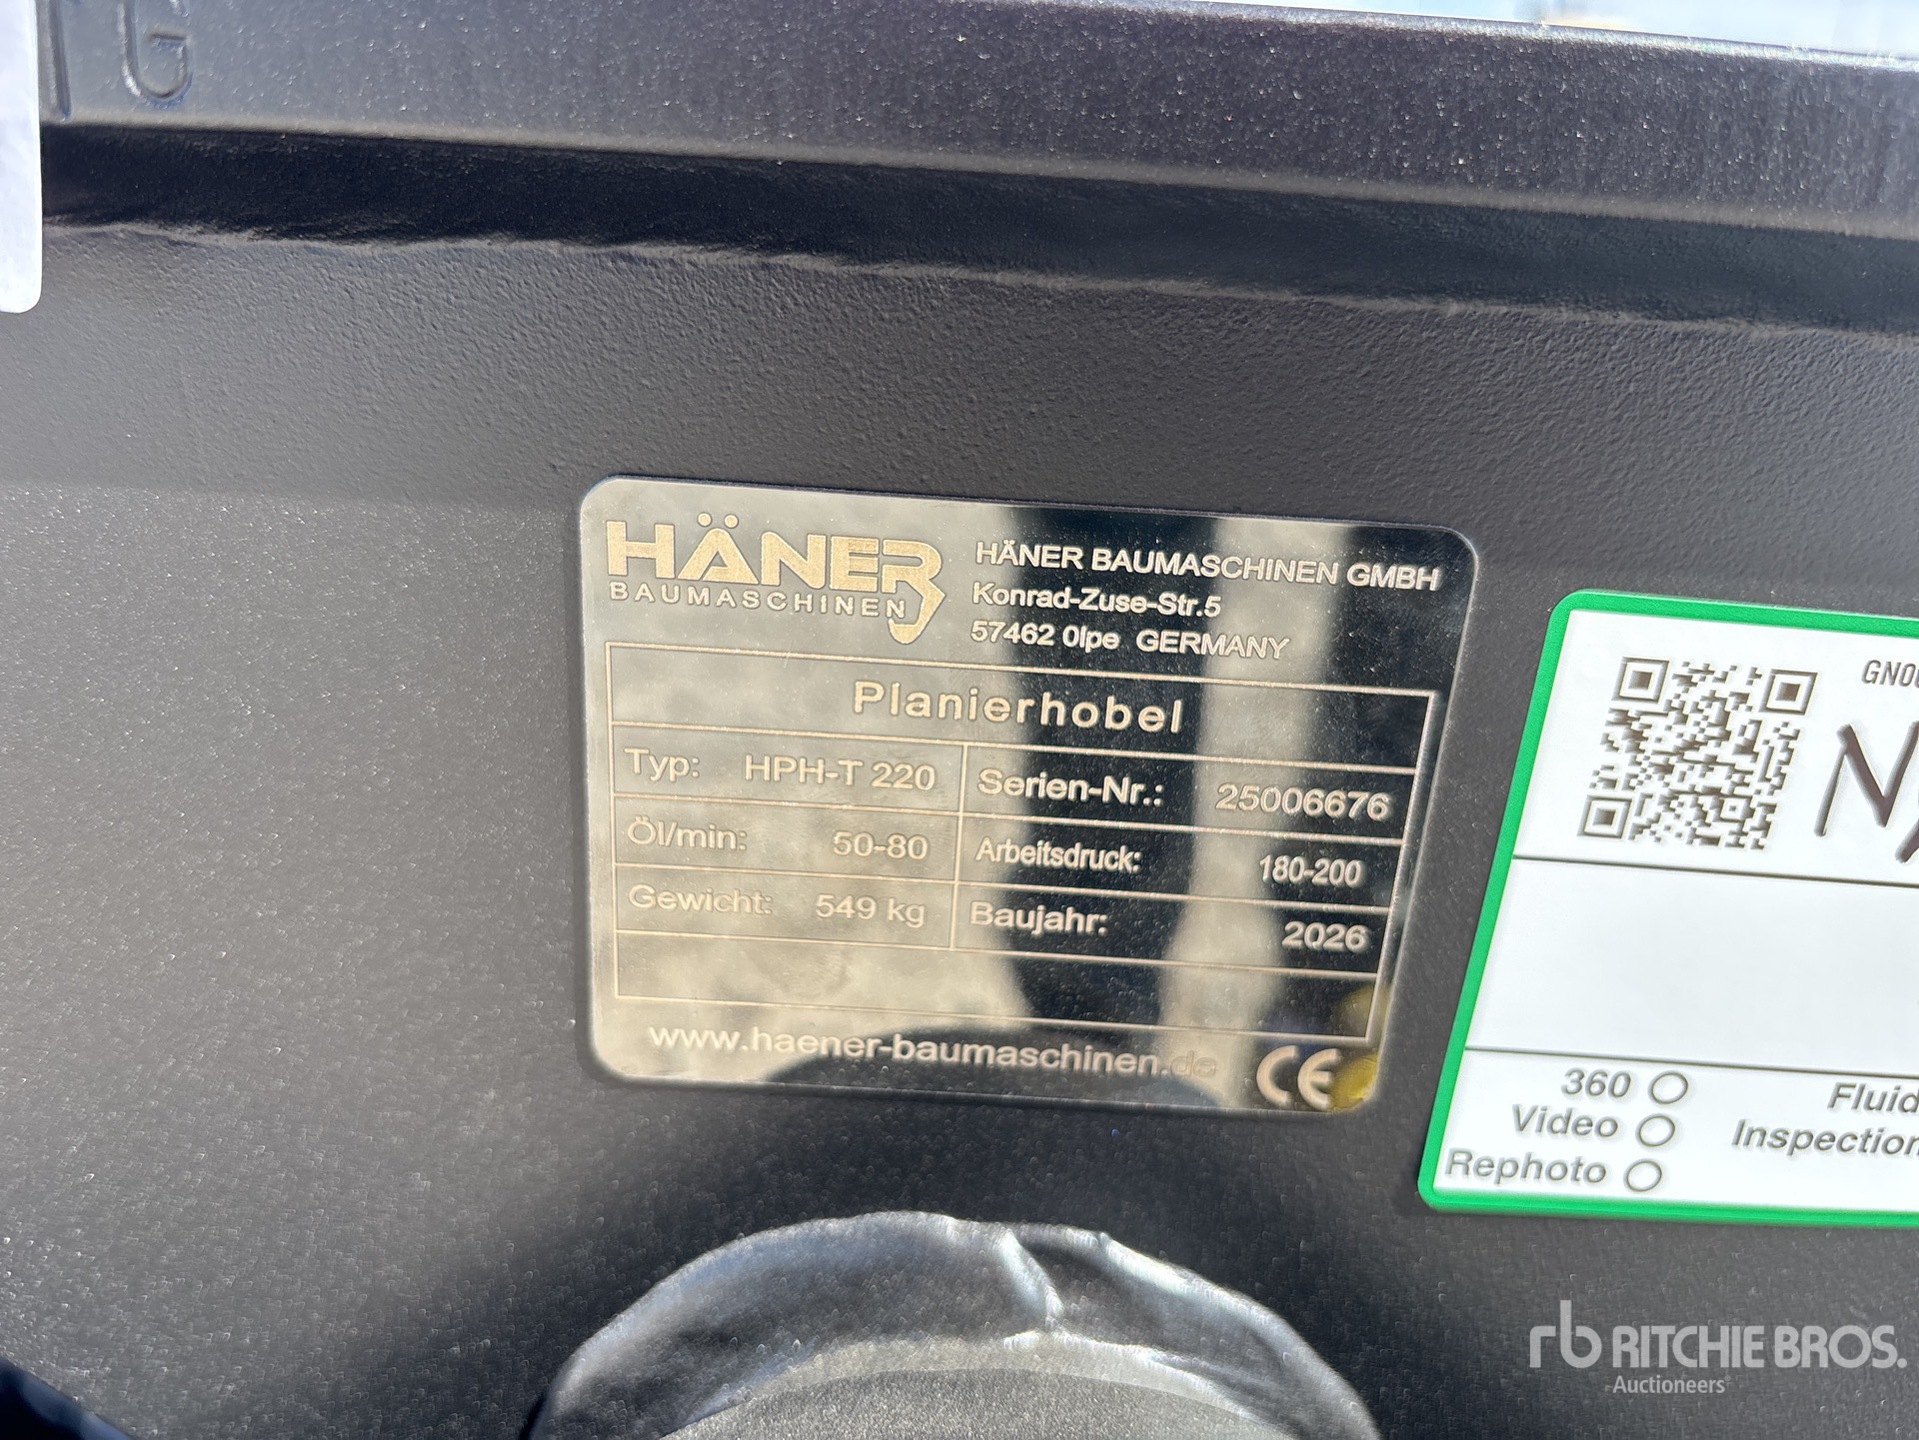 G
HÄNER
BAUMASCHINEN
HÄNER BAUMASCHINEN GMBH
Konrad-Zuse-Str.5
57462 Olpe GERMANY
Planierhobel
Typ: HPH-T 220 Serien-Nr.: 25006676
Öl/min: 50-80 Arbeitsdruck: 180-200
Gewicht: 549 kg Baujahr: 2026
www.haener-baumaschinen.de CE
360
Video
Rephoto
Fluid
Inspection
rb RITCHIE BROS.
Auctioneers